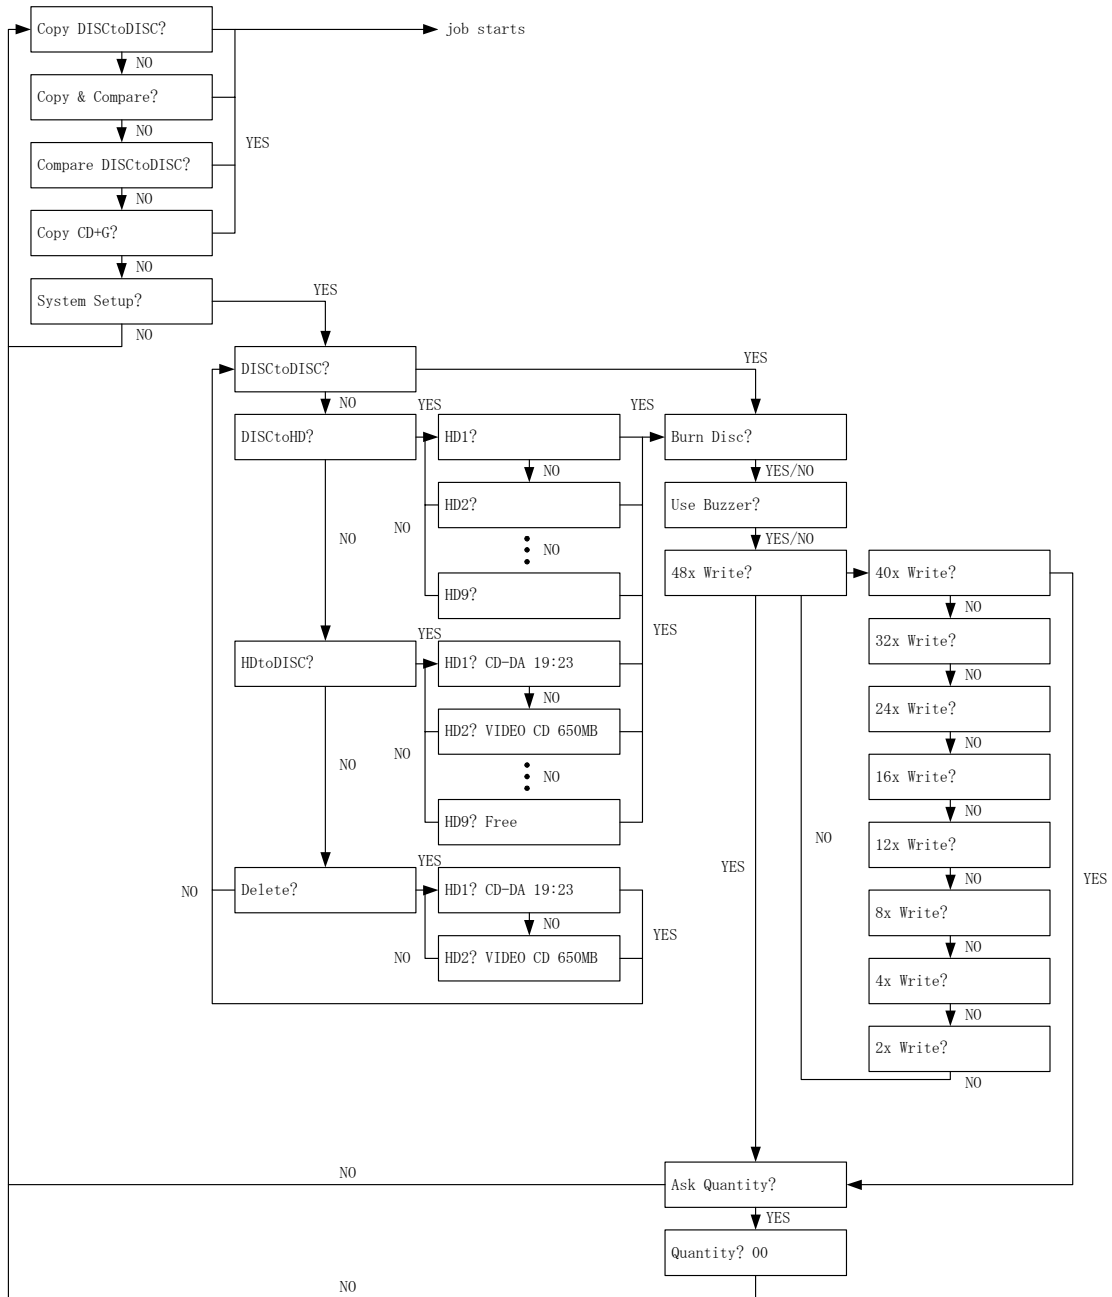 Copy DISCtoDISC?
job starts
NO
Copy & Compare?
NO
YES
Compare DISCtoDISC?
NO
Copy CD+G?
NO
System Setup?
YES
NO
DISCtoDISC?
YES
NO
YES
YES
DISCtoHD?
HD1?
Burn Disc?
NO
YES/NO
HD2?
Use Buzzer?
NO
NO
NO
YES/NO
HD9?
48x Write?
40x Write?
NO
YES
YES
32x Write?
HDtoDISC?
HD1? CD-DA 19:23
NO
NO
24x Write?
HD2? VIDEO CD 650MB
NO
NO
NO
NO
16x Write?
HD9? Free
NO
NO
12x Write?
YES
YES
NO
YES
NO
Delete?
HD1? CD-DA 19:23
8x Write?
NO
YES
NO
NO
HD2? VIDEO CD 650MB
4x Write?
NO
2x Write?
NO
NO
Ask Quantity?
YES
Quantity? 00
NO